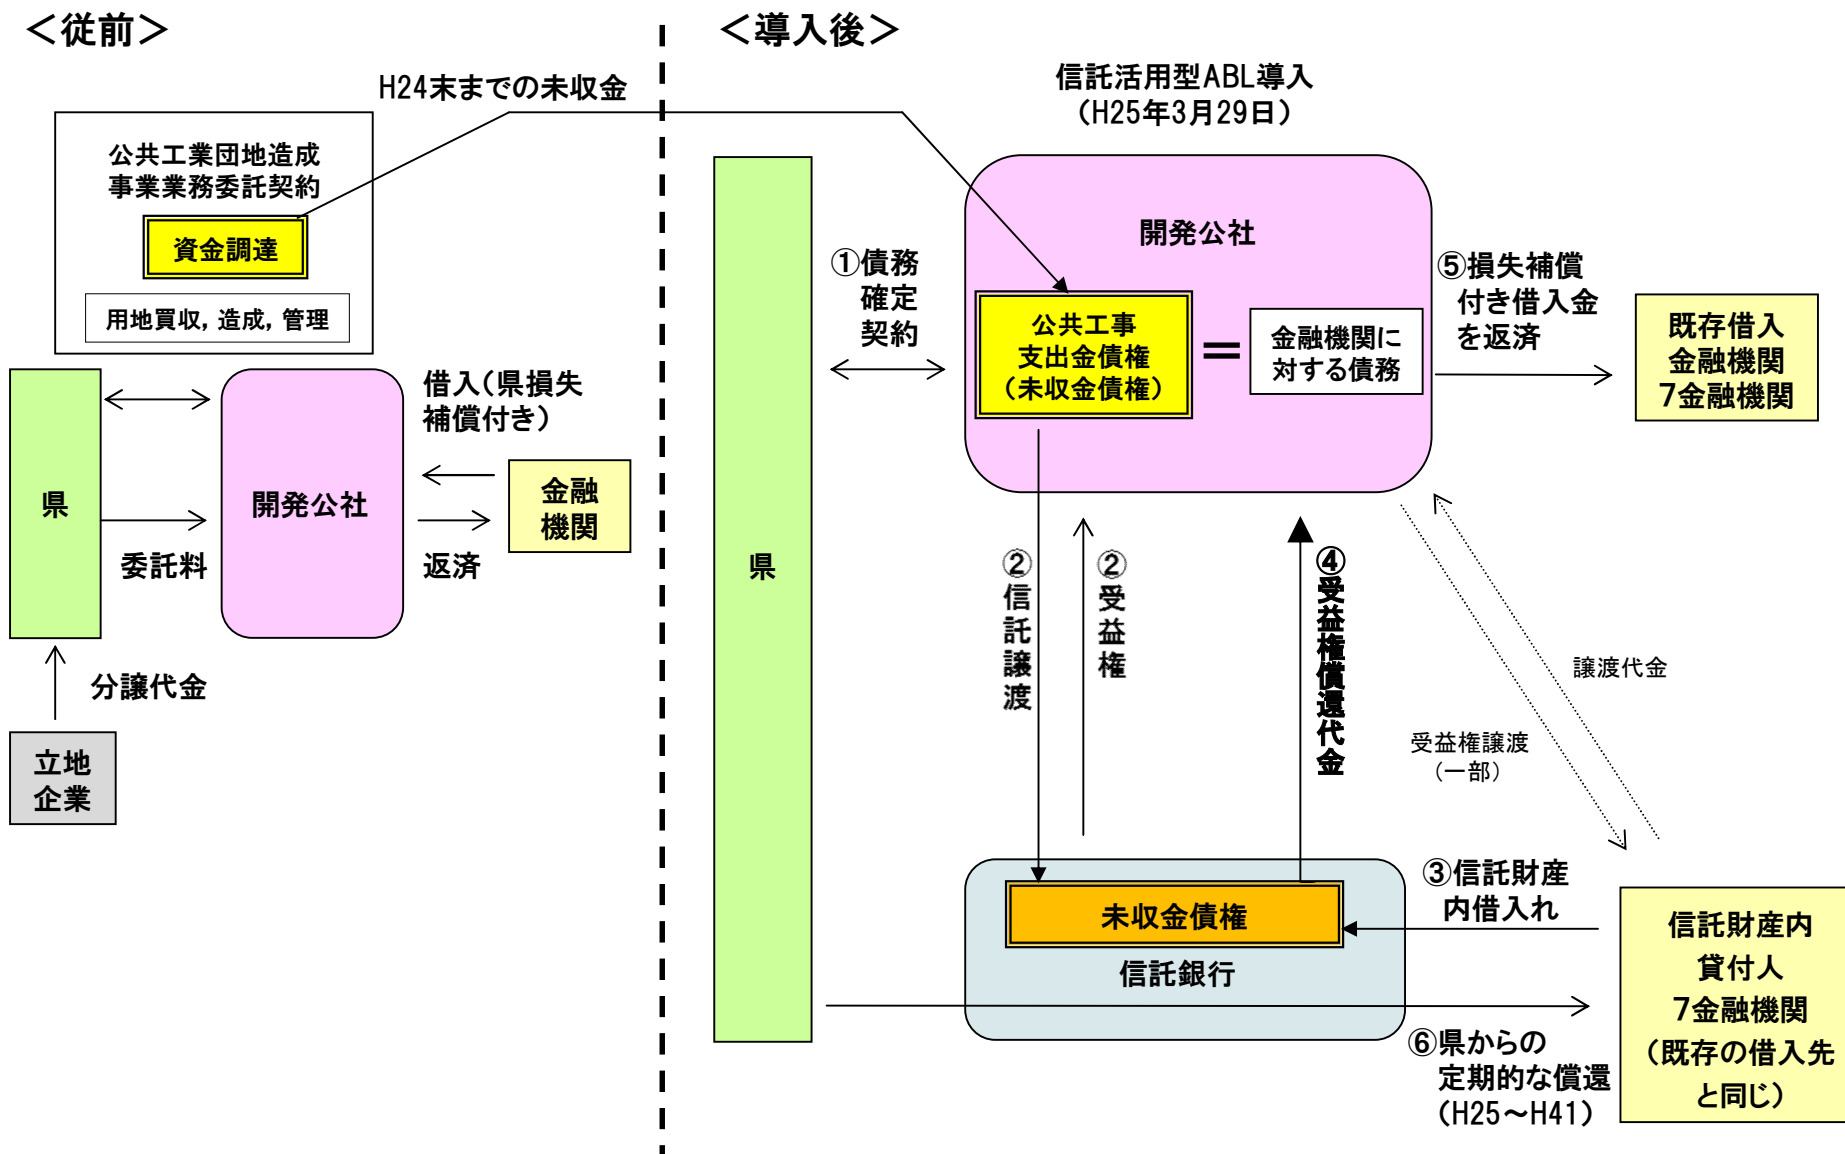 ＜従前＞
H24末までの未収金
公共工業団地造成
事業業務委託契約
資金調達
用地買収, 造成, 管理
県
開発公社
借入（県損失
補償付き）
金融
機関
委託料
返済
分譲代金
立地
企業
＜導入後＞
信託活用型ABL導入
（H25年3月29日）
県
①債務
確定
契約
開発公社
公共工事
支出金債権
（未収金債権）
＝
金融機関に
対する債務
⑤損失補償
付き借入金
を返済
既存借入
金融機関
7金融機関
②信託譲渡
②受益権
④受益権償還代金
譲渡代金
受益権譲渡
（一部）
未収金債権
信託銀行
③信託財産
内借入れ
信託財産内
貸付人
7金融機関
（既存の借入先
と同じ）
⑥県からの
定期的な償還
（H25～H41）